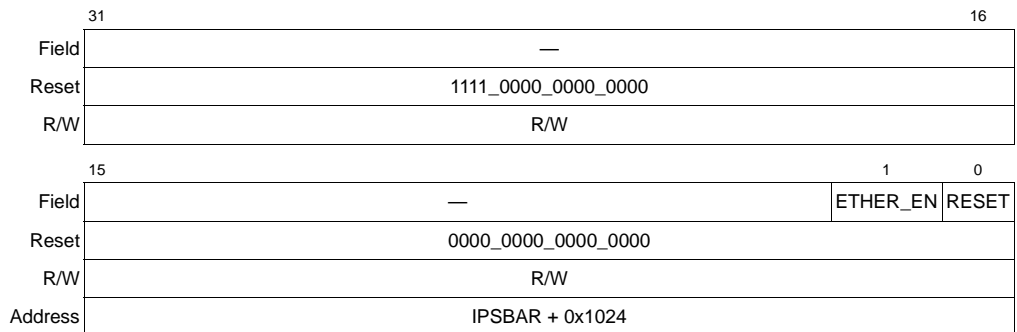 31 16
Field —
Reset 1111_0000_0000_0000
R/W R/W
15 1 0
Field — ETHER_EN RESET
Reset 0000_0000_0000_0000
R/W R/W
Address IPSBAR + 0x1024